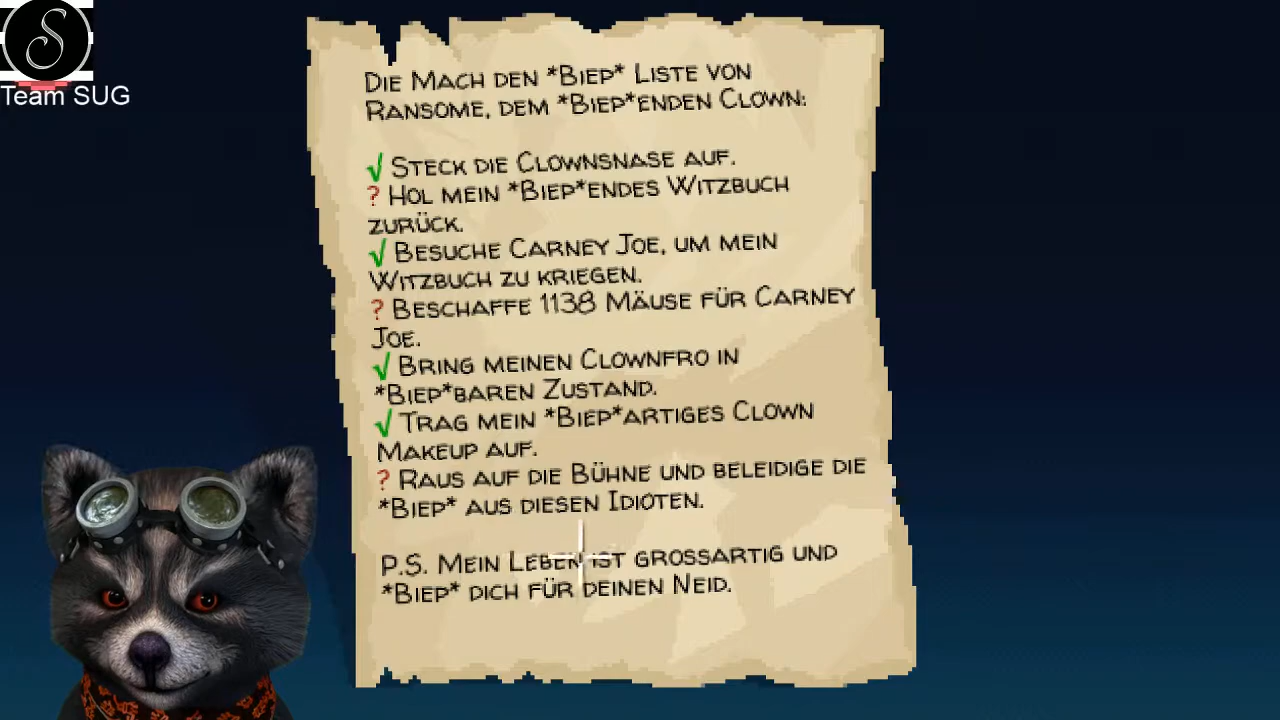 S
Team SUG
Die Mach den *Biep* Liste von
Ransome, dem *Biep*enden Clown:
√ Steck die Clownsnase auf.
? Hol mein *Biep*endes Witzbuch
zurück.
√ Besuche Carney Joe, um mein
Witzbuch zu kriegen.
? Beschaffe 1138 Mäuse für Carney
Joe.
√ Bring meinen Clownfro in
*Biep*baren Zustand.
√ Trag mein *Biep*artiges Clown
Makeup auf.
? Raus auf die Bühne und beleidige die
*Biep* aus diesen Idioten.
P.S. Mein Leben ist grossartig und
*Biep* dich für deinen Neid.